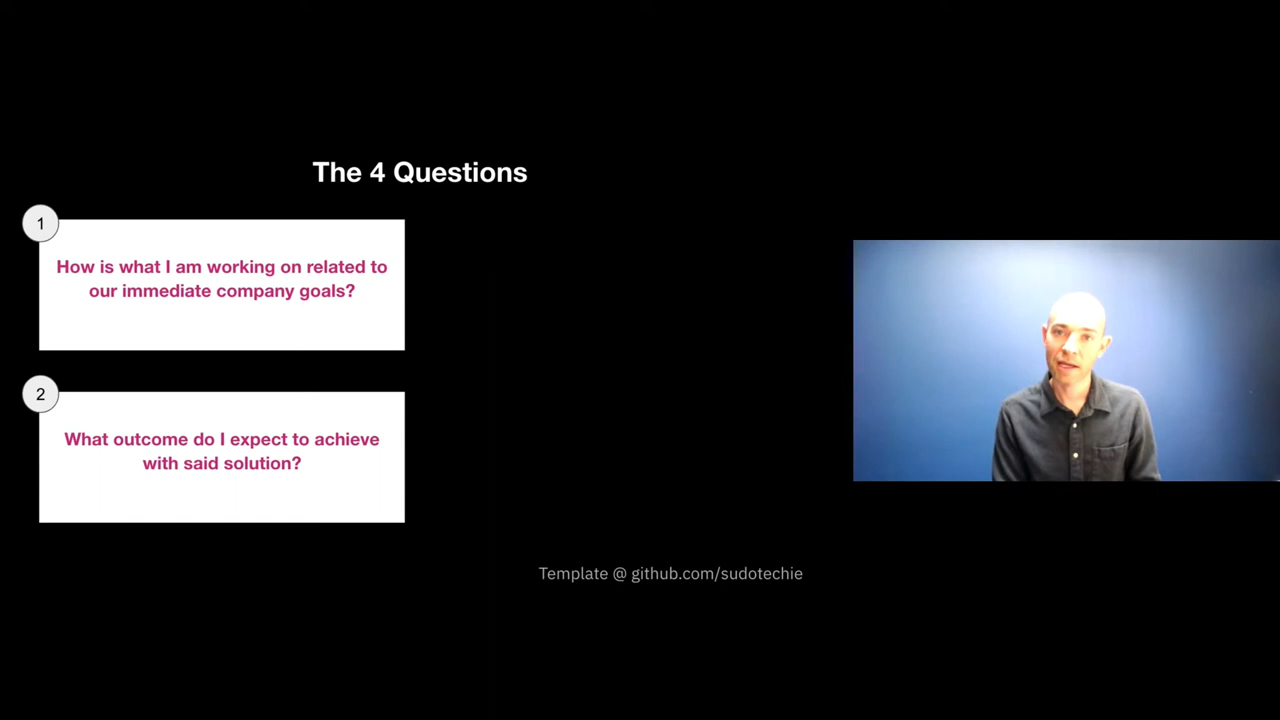 The 4 Questions
1
How is what I am working on related to
our immediate company goals?
2
What outcome do I expect to achieve
with said solution?
Template @ github.com/sudotechie